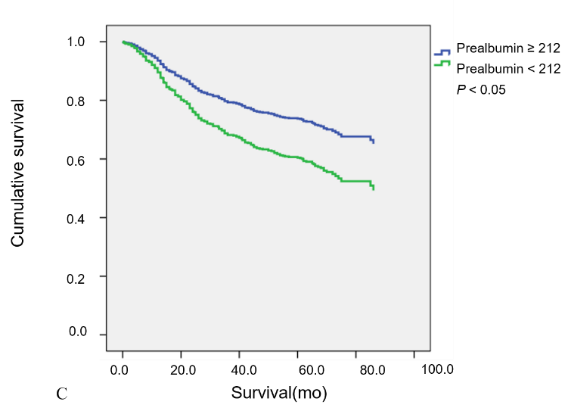 1.0
0.8
0.6
0.4
0.2
0.0
Cumulative survival
0.0 20.0 40.0 60.0 80.0 100.0
Survival(mo)
C
Prealbumin ≥ 212
Prealbumin < 212
P < 0.05